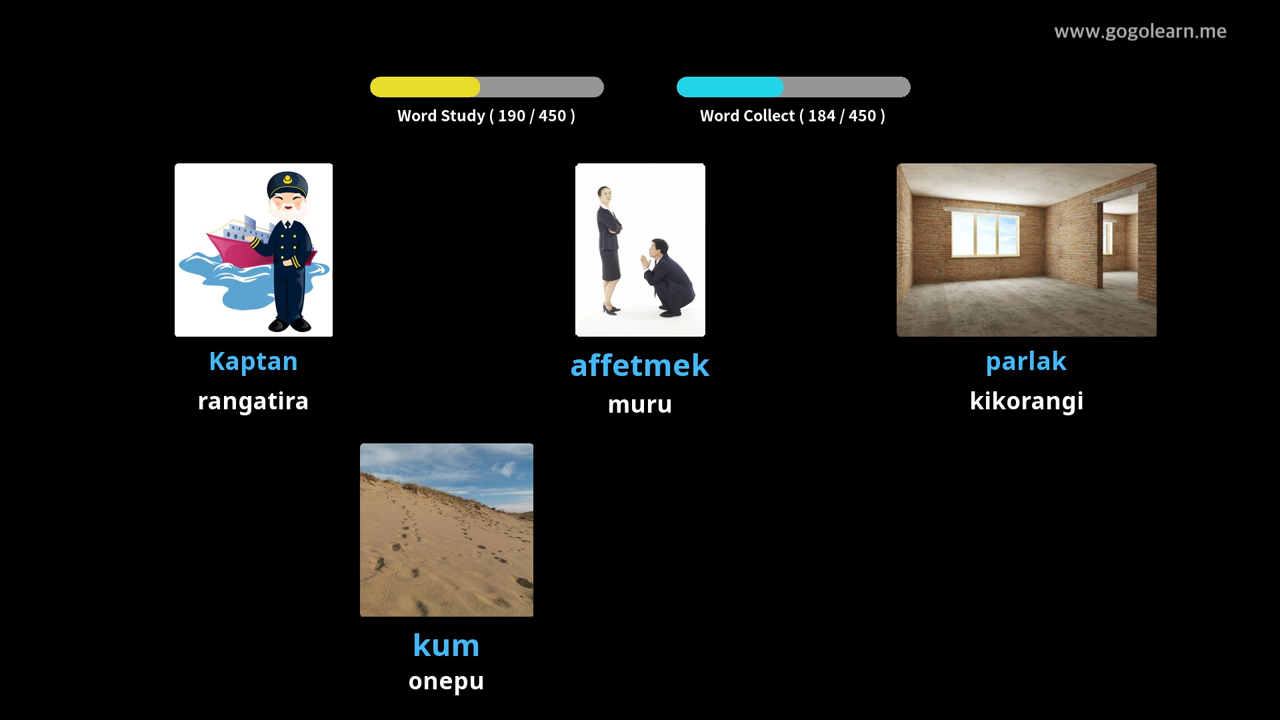 www.gogolearn.me
Word Study ( 190 / 450 )
Word Collect ( 184 / 450 )
Kaptan
rangatira
affetmek
muru
parlak
kikorangi
kum
onepu